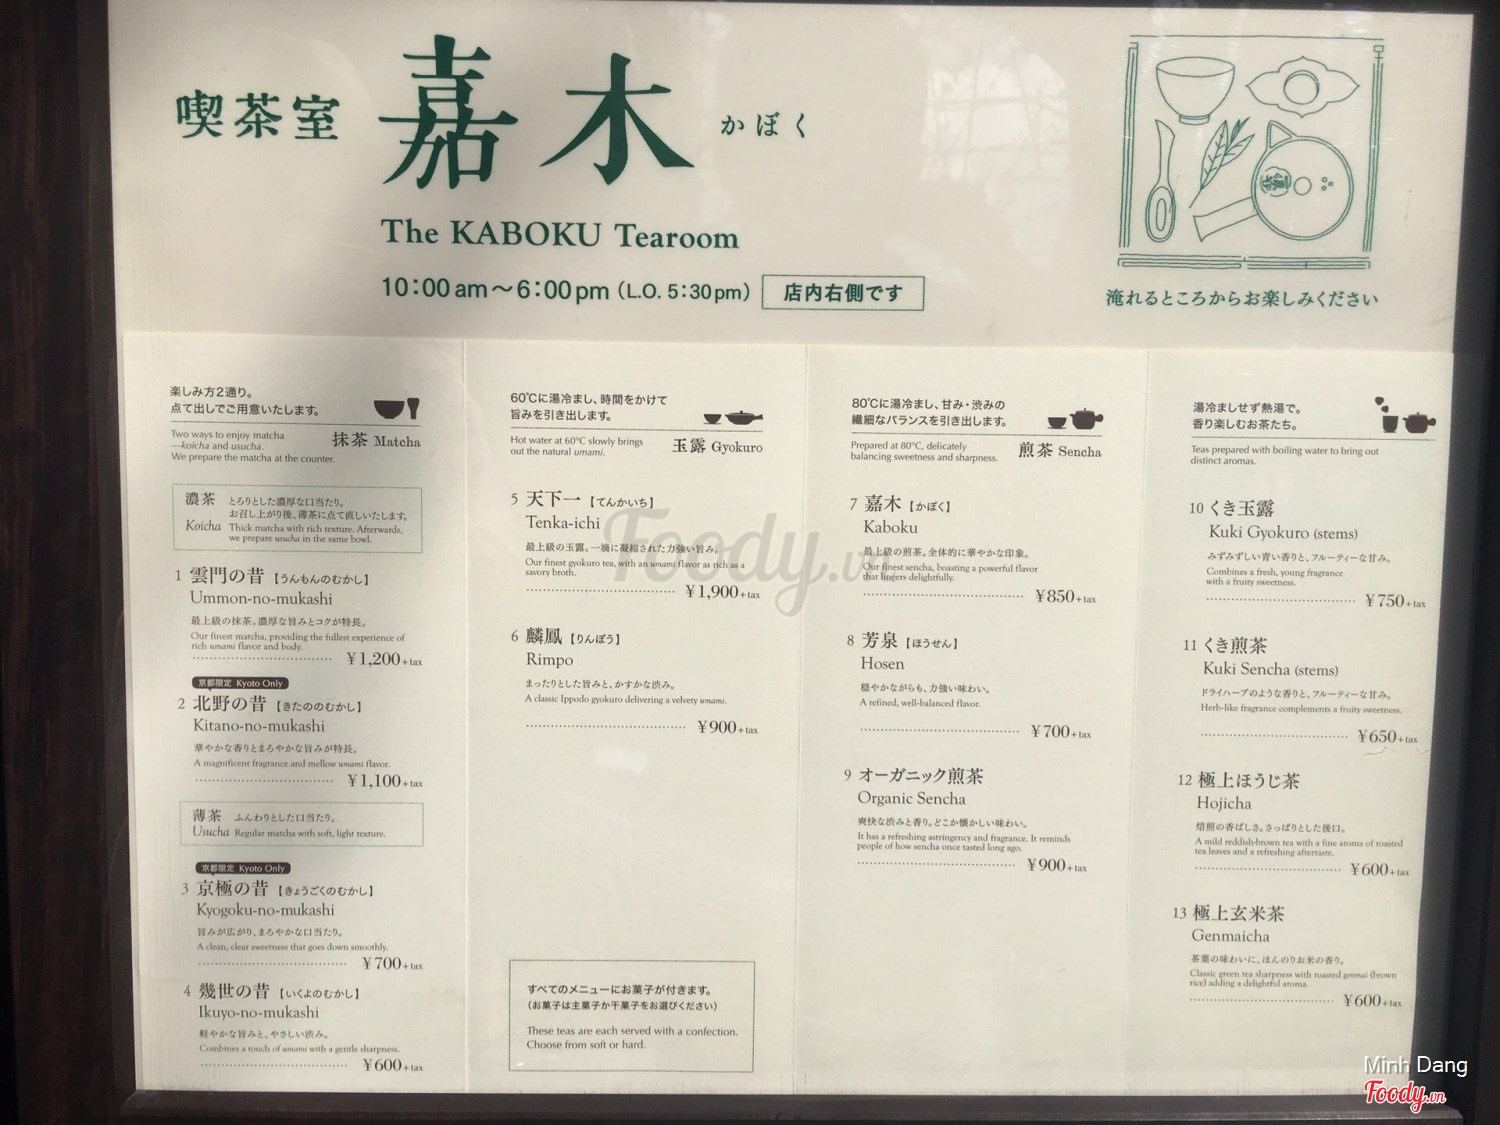 喫茶室 嘉木 かぼく
The KABOKU Tearoom
10:00am～6:00pm (L.O. 5:30pm) 店内右側です
淹れるところからお楽しみください
楽しみ方2通り。
点て出しでご用意いたします。
Two ways to enjoy matcha
—koicha and usucha.
We prepare the matcha at the counter.
抹茶 Matcha
濃茶 とろりとした濃厚な口当たり。
お召し上がり後、薄茶に点て直しいたします。
Koicha Thick matcha with rich texture. Afterwards,
we prepare usucha in the same bowl.
1 雲門の昔【うんもんのむかし】
Ummon-no-mukashi
最上級の抹茶。濃厚な旨みとコクが特長。
Our finest matcha, providing the fullest experience of
rich umami flavor and body.
¥1,200+tax
京都限定 Kyoto Only
2 北野の昔【きたののむかし】
Kitano-no-mukashi
華やかな香りとまろやかな旨みが特長。
A magnificent fragrance and mellow umami flavor.
¥1,100+tax
薄茶 ふんわりとした口当たり。
Usucha Regular matcha with soft, light texture.
京都限定 Kyoto Only
3 京極の昔【きょうごくのむかし】
Kyogoku-no-mukashi
旨みが広がり、まろやかな口当たり。
A clean, clear sweetness that goes down smoothly.
¥700+tax
4 幾世の昔【いくよのむかし】
Ikuyo-no-mukashi
軽やかな旨みと、やさしい渋み。
Combines a touch of umami with a gentle sharpness.
¥600+tax
60℃に湯冷まし、時間をかけて
旨みを引き出します。
Hot water at 60℃ slowly brings
out the natural umami.
玉露 Gyokuro
5 天下一【てんかいち】
Tenka-ichi
最上級の玉露。一滴に凝縮された力強い旨み。
Our finest gyokuro tea, with an umami flavor as rich as a
savory broth.
¥1,900+tax
6 麟鳳【りんぽう】
Rimpo
まったりとした旨みと、かすかな渋み。
A classic Ippodo gyokuro delivering a velvety umami.
¥900+tax
すべてのメニューにお菓子が付きます。
(お菓子は主菓子か干菓子をお選びください)
These teas are each served with a confection.
Choose from soft or hard.
80℃に湯冷まし、甘み・渋みの
繊細なバランスを引き出します。
Prepared at 80℃, delicately
balancing sweetness and sharpness.
煎茶 Sencha
7 嘉木【かぼく】
Kaboku
最上級の煎茶。全体的に華やかな印象。
Our finest sencha, boasting a powerful flavor
that lingers delightfully.
¥850+tax
8 芳泉【ほうせん】
Hosen
穏やかながらも、力強い味わい。
A refined, well-balanced flavor.
¥700+tax
9 オーガニック煎茶
Organic Sencha
爽快な渋みと香り。どこか懐かしい味わい。
It has a refreshing astringency and fragrance. It reminds
people of how sencha once tasted long ago.
¥900+tax
湯冷ましせず熱湯で。
香り楽しむお茶たち。
Teas prepared with boiling water to bring out
distinct aromas.
10 くき玉露
Kuki Gyokuro (stems)
みずみずしい青い香りと、フルーティーな甘み。
Combines a fresh, young fragrance
with a fruity sweetness.
¥750+tax
11 くき煎茶
Kuki Sencha (stems)
ドライハーブのような香りと、フルーティーな甘み。
Herb-like fragrance complements a fruity sweetness.
¥650+tax
12 極上ほうじ茶
Hojicha
焙煎の香ばしさ。さっぱりとした後口。
A mild reddish-brown tea with a fine aroma of roasted
tea leaves and a refreshing aftertaste.
¥600+tax
13 極上玄米茶
Genmaicha
茶葉の味わいに、ほんのりお米の香り。
Classic green tea sharpness with roasted genmai (brown
rice) adding a delightful aroma.
¥600+tax
Foody.vn
Minh Dang
Foody.vn